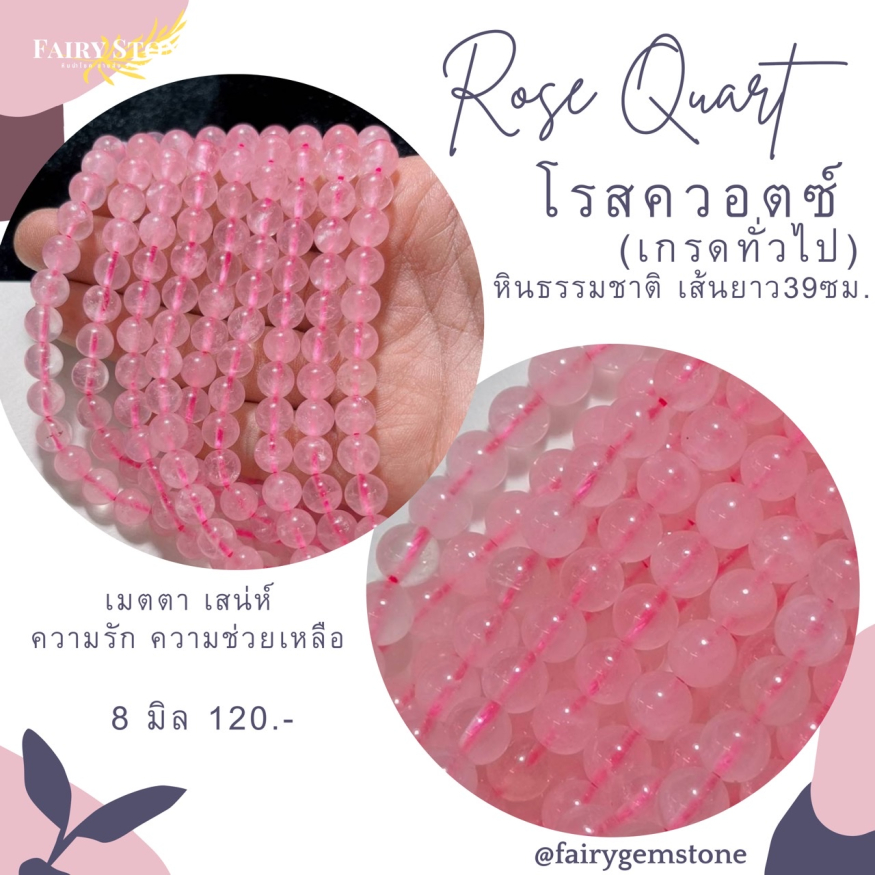 FAIRY STONE
Rose Quart
โรสควอตซ์
(เกรดทั่วไป)
หินธรรมชาติ เส้นยาว39ซม.
เมตตา เสน่ห์
ความรัก ความช่วยเหลือ
8 มิล 120.-
@fairygemstone